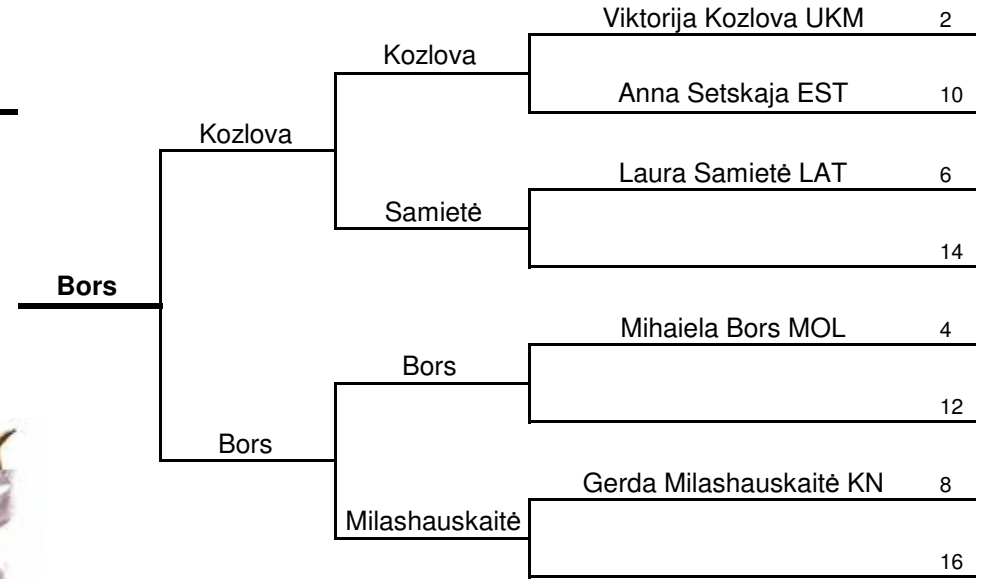 Viktorija Kozlova UKM 2
Kozlova
Anna Setskaja EST 10
Kozlova
Laura Samietė LAT 6
Samietė
14
Bors
Mihaiela Bors MOL 4
Bors
12
Bors
Gerda Milashauskaitė KN 8
Milashauskaitė
16